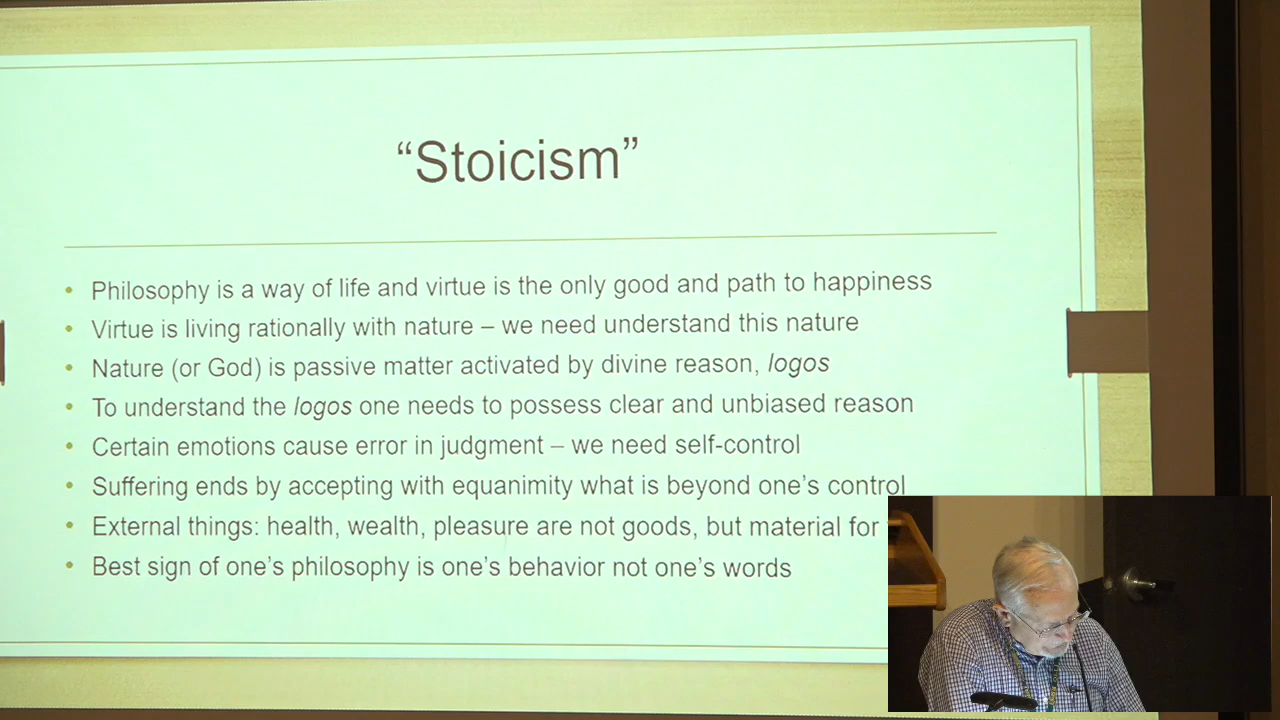 “Stoicism”
• Philosophy is a way of life and virtue is the only good and path to happiness
• Virtue is living rationally with nature – we need understand this nature
• Nature (or God) is passive matter activated by divine reason, logos
• To understand the logos one needs to possess clear and unbiased reason
• Certain emotions cause error in judgment – we need self-control
• Suffering ends by accepting with equanimity what is beyond one’s control
• External things: health, wealth, pleasure are not goods, but material for
• Best sign of one’s philosophy is one’s behavior not one’s words